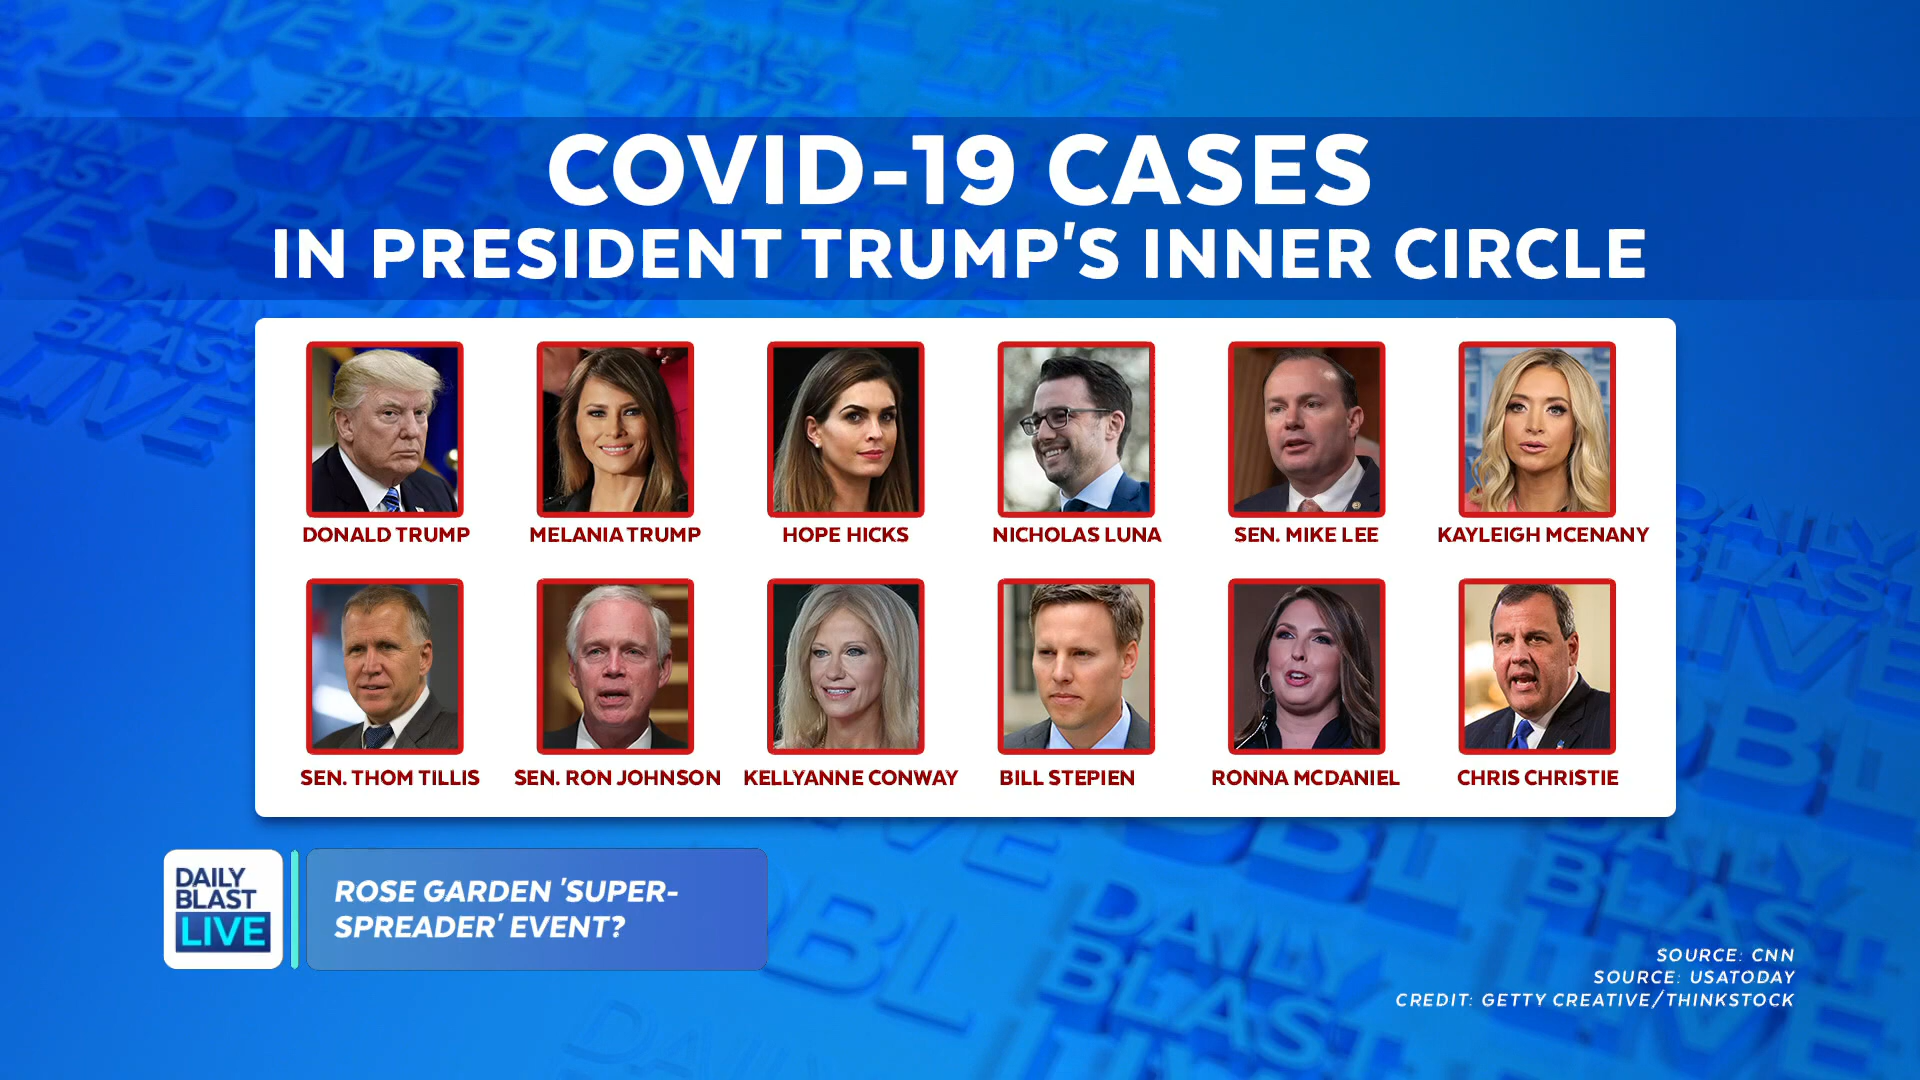 COVID-19 CASES
IN PRESIDENT TRUMP'S INNER CIRCLE
DONALD TRUMP
MELANIA TRUMP
HOPE HICKS
NICHOLAS LUNA
SEN. MIKE LEE
KAYLEIGH MCENANY
SEN. THOM TILLIS
SEN. RON JOHNSON
KELLYANNE CONWAY
BILL STEPIEN
RONNA MCDANIEL
CHRIS CHRISTIE
DAILY
BLAST
LIVE
ROSE GARDEN 'SUPER-
SPREADER' EVENT?
SOURCE: CNN
SOURCE: USATODAY
CREDIT: GETTY CREATIVE/THINKSTOCK